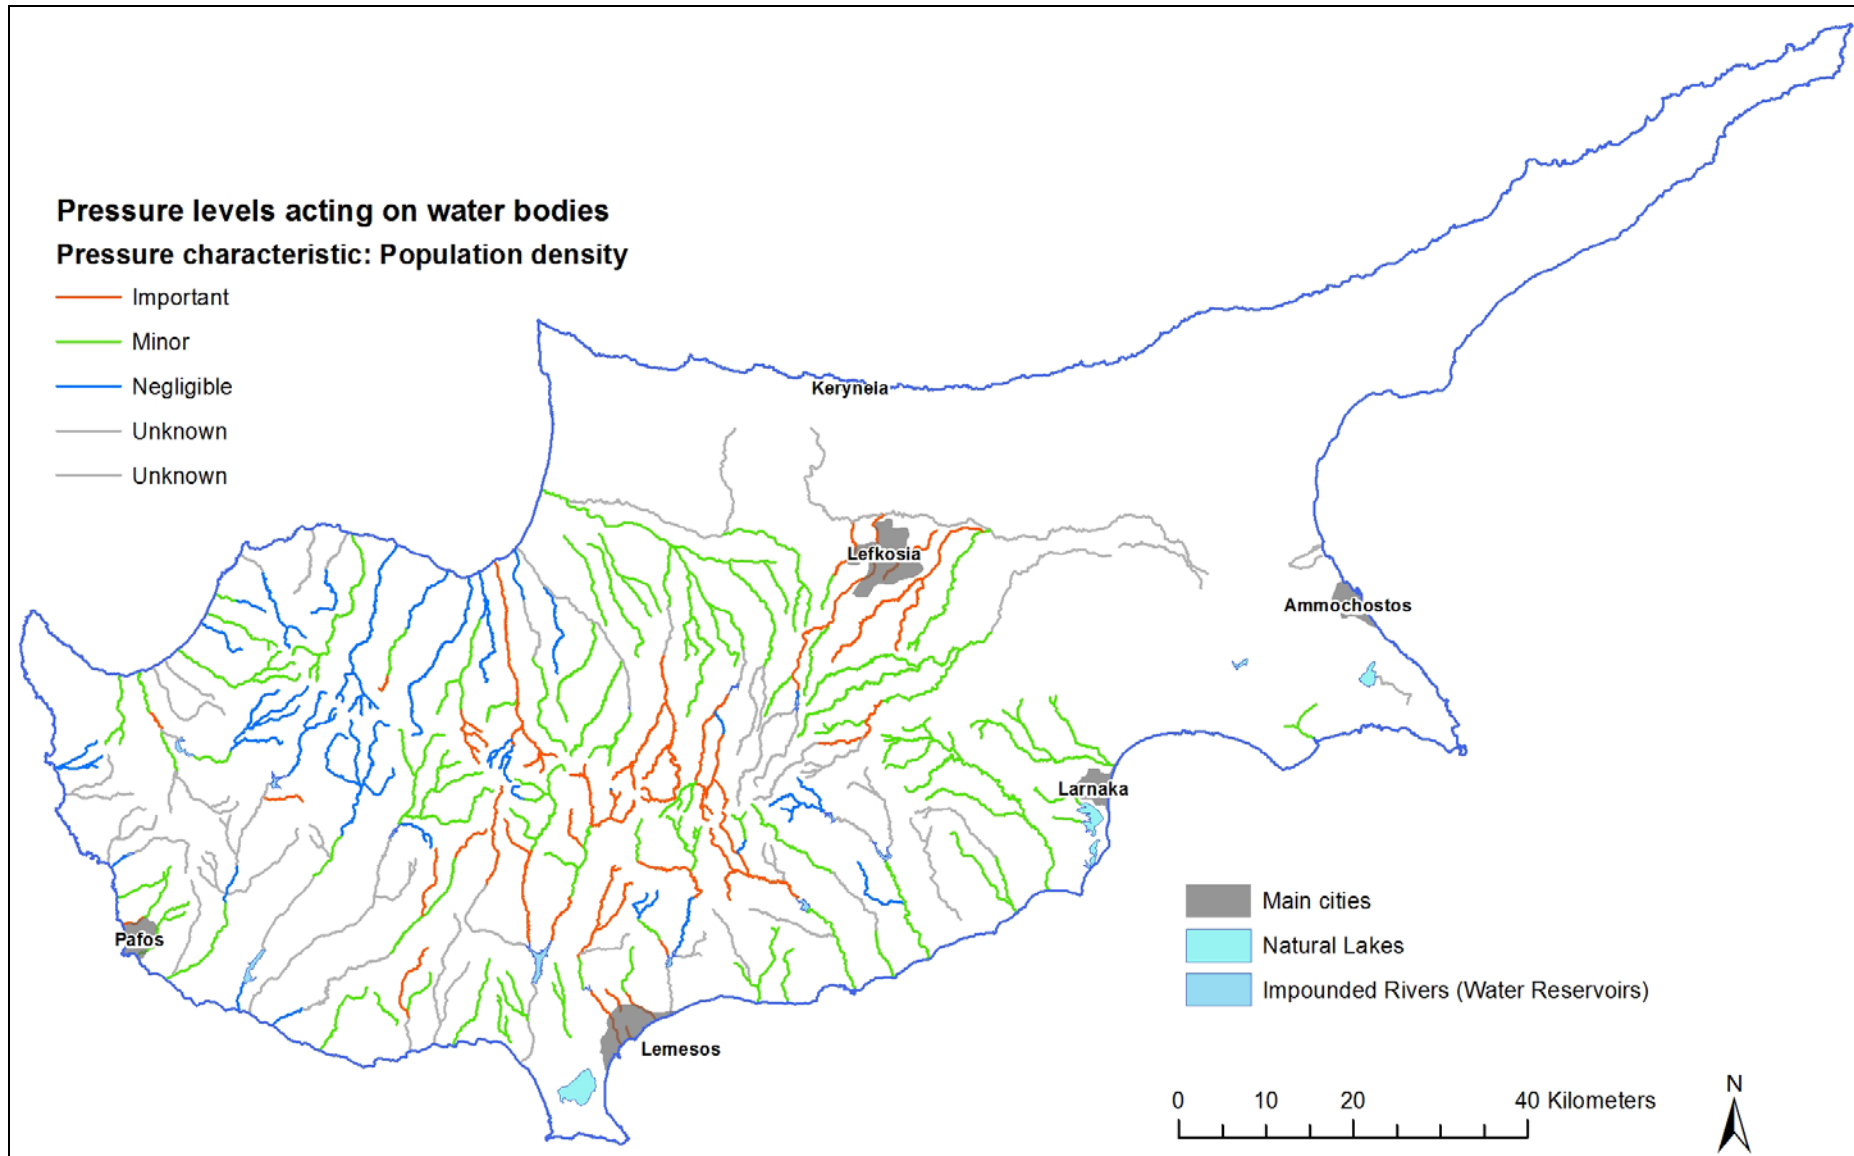 Pressure levels acting on water bodies
Pressure characteristic: Population density
Important
Minor
Negligible
Unknown
Unknown
Keryneia
Lefkosia
Ammochostos
Larnaka
Pafos
Lemesos
Main cities
Natural Lakes
Impounded Rivers (Water Reservoirs)
0 10 20 40 Kilometers
N